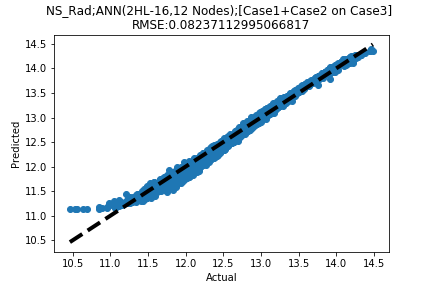 NS_Rad;ANN(2HL-16,12 Nodes);[Case1+Case2 on Case3]
RMSE:0.08237112995066817
14.5
14.0
13.5
13.0
12.5
12.0
11.5
11.0
10.5
Predicted
10.5 11.0 11.5 12.0 12.5 13.0 13.5 14.0 14.5
Actual